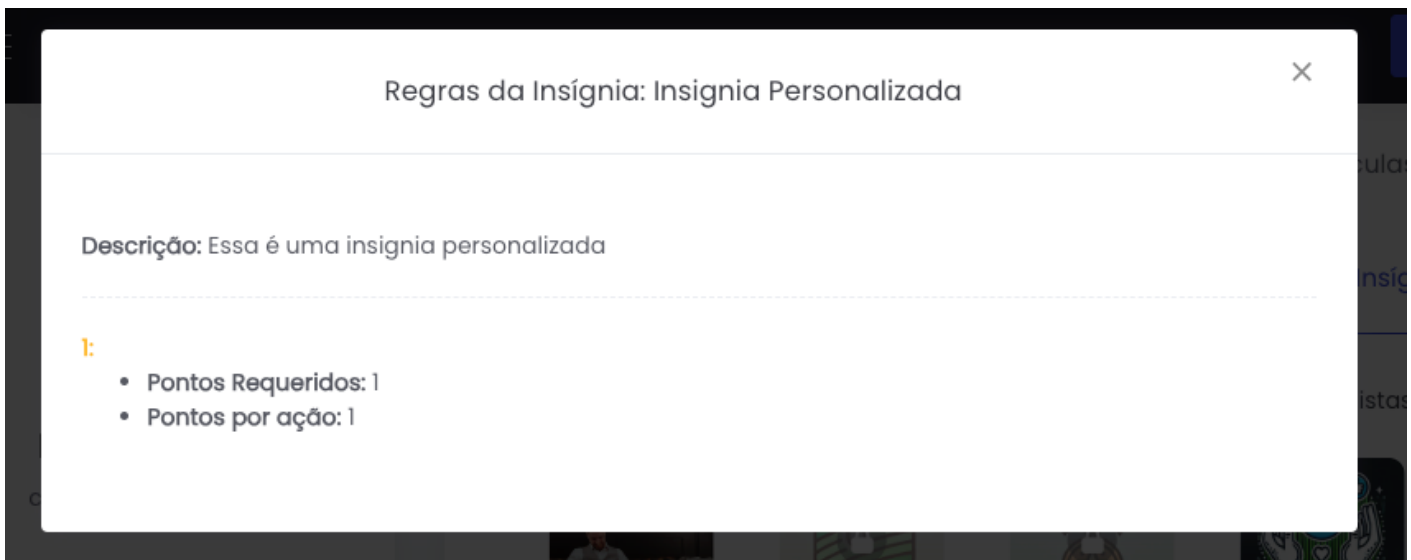 Regras da Insígnia: Insignia Personalizada
×
Descrição: Essa é uma insignia personalizada
1:
• Pontos Requeridos: 1
• Pontos por ação: 1